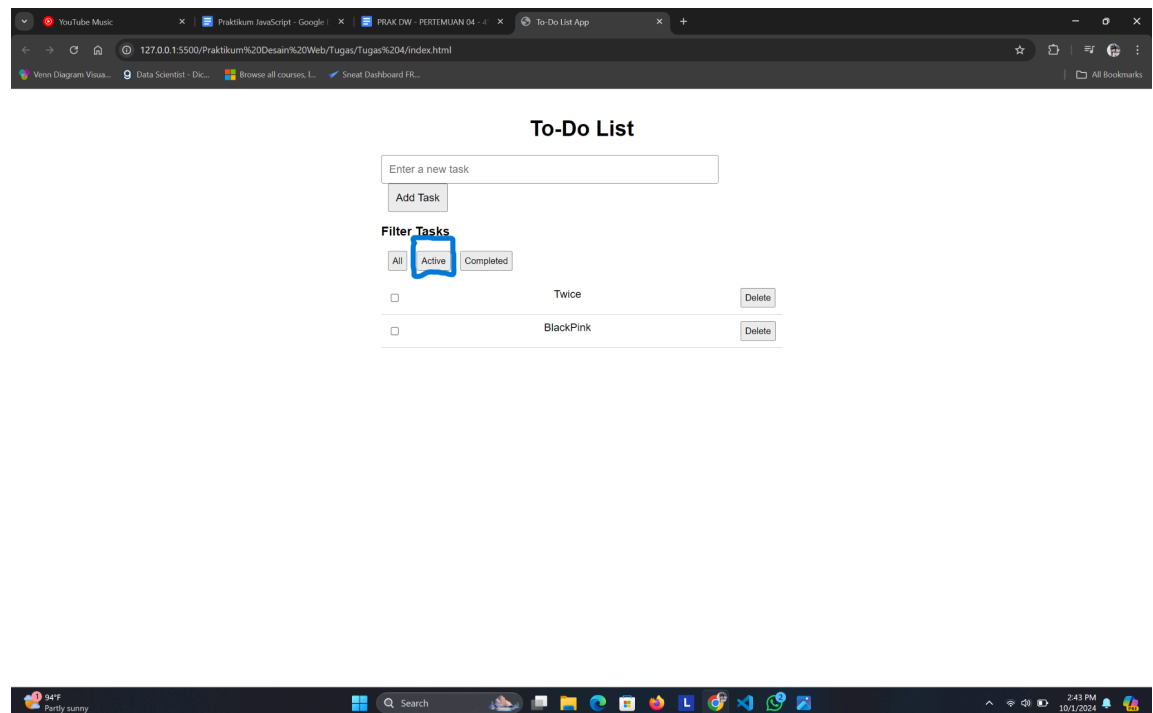 YouTube Music
Praktikum JavaScript - Google
PRAK DW - PERTEMUAN 04 - 4
To-Do List App
127.0.0.1:5500/Praktikum%20Desain%20Web/Tugas/Tugas%204/index.html
Venn Diagram Visua... Data Scientist - Dic... Browse all courses, l... Sneat Dashboard FR... All Bookmarks
To-Do List
Enter a new task
Add Task
Filter Tasks
All Active Completed
Twice Delete
BlackPink Delete
1 94°F
Partly sunny
Search
L
2
2:43 PM
10/1/2024